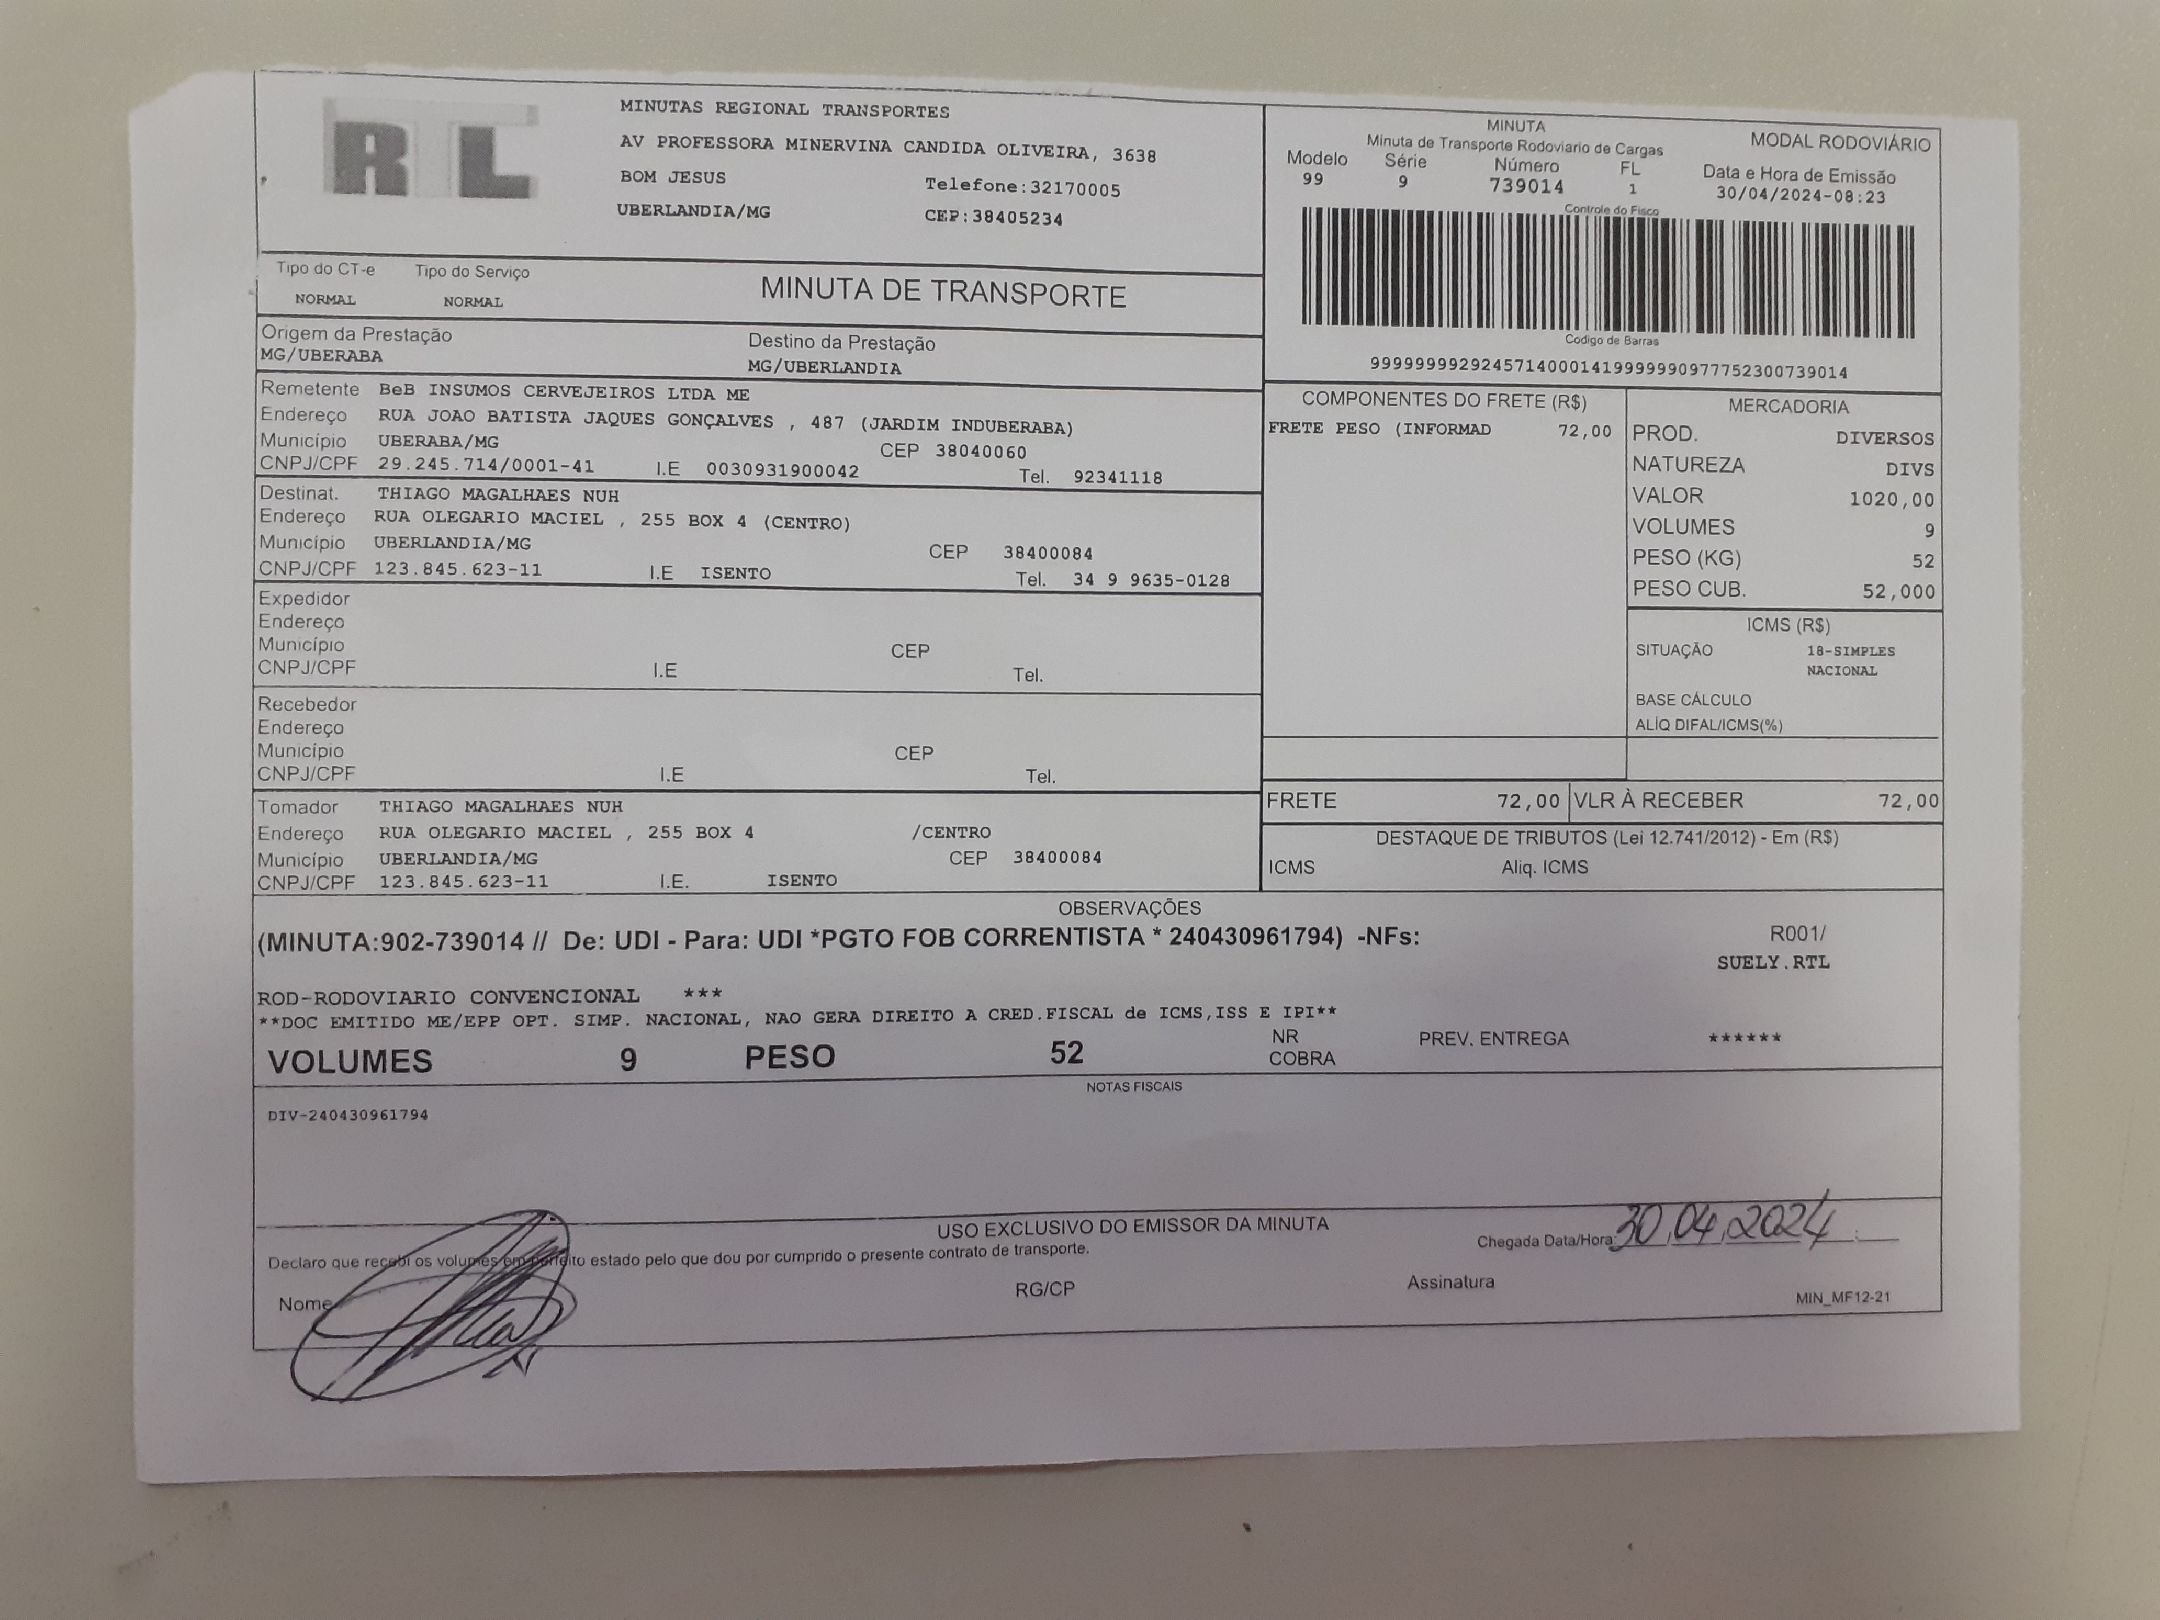 RTL
MINUTAS REGIONAL TRANSPORTES
AV PROFESSORA MINERVINA CANDIDA OLIVEIRA, 3638
BOM JESUS
Telefone:32170005
UBERLANDIA/MG
CEP:38405234
MINUTA
Minuta de Transporte Rodoviario de Cargas
MODAL RODOVIÁRIO
Modelo Série Número FL
99 9 739014 1
Data e Hora de Emissão
30/04/2024-08:23
Controle do Fisco
Codigo de Barras
99999999292457140001419999990977752300739014
Tipo do CT-e Tipo do Serviço
NORMAL NORMAL
MINUTA DE TRANSPORTE
Origem da Prestação
MG/UBERABA
Destino da Prestação
MG/UBERLANDIA
Remetente BeB INSUMOS CERVEJEIROS LTDA ME
Endereço RUA JOAO BATISTA JAQUES GONÇALVES , 487 (JARDIM INDUBERABA)
Município UBERABA/MG CEP 38040060
CNPJ/CPF 29.245.714/0001-41 I.E 0030931900042 Tel. 92341118
Destinat. THIAGO MAGALHAES NUH
Endereço RUA OLEGARIO MACIEL , 255 BOX 4 (CENTRO)
Município UBERLANDIA/MG CEP 38400084
CNPJ/CPF 123.845.623-11 I.E ISENTO Tel. 34 9 9635-0128
Expedidor
Endereço
Município CEP
CNPJ/CPF I.E Tel.
Recebedor
Endereço
Município CEP
CNPJ/CPF I.E Tel.
Tomador THIAGO MAGALHAES NUH
Endereço RUA OLEGARIO MACIEL , 255 BOX 4 /CENTRO
Município UBERLANDIA/MG CEP 38400084
CNPJ/CPF 123.845.623-11 I.E. ISENTO
COMPONENTES DO FRETE (R$)
FRETE PESO (INFORMAD 72,00
MERCADORIA
PROD. DIVERSOS
NATUREZA DIVS
VALOR 1020,00
VOLUMES 9
PESO (KG) 52
PESO CUB. 52,000
ICMS (R$)
SITUAÇÃO 18-SIMPLES
NACIONAL
BASE CÁLCULO
ALÍQ DIFAL/ICMS(%)
FRETE 72,00 VLR À RECEBER 72,00
DESTAQUE DE TRIBUTOS (Lei 12.741/2012) - Em (R$)
ICMS Aliq. ICMS
OBSERVAÇÕES
(MINUTA:902-739014 // De: UDI - Para: UDI *PGTO FOB CORRENTISTA * 240430961794) -NFs:
R001/
SUELY.RTL
ROD-RODOVIARIO CONVENCIONAL ***
**DOC EMITIDO ME/EPP OPT. SIMP. NACIONAL, NAO GERA DIREITO A CRED.FISCAL de ICMS,ISS E IPI**
VOLUMES 9 PESO 52
NR
COBRA
PREV. ENTREGA ******
NOTAS FISCAIS
DIV-240430961794
USO EXCLUSIVO DO EMISSOR DA MINUTA
Declaro que recebi os volumes em perfeito estado pelo que dou por cumprido o presente contrato de transporte.
Chegada Data/Hora: 30,04,2024 :
Nome
RG/CP
Assinatura
MIN_MF12-21